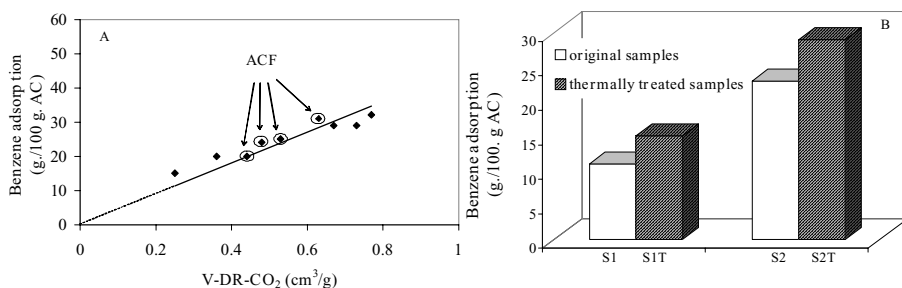 A
60
50
40
30
20
10
0
0
0.2
0.4
0.6
0.8
1
ACF
Benzene adsorption
(g./100 g. AC)
V-DR-CO₂ (cm³/g)
B
30
25
20
15
10
5
0
original samples
thermally treated samples
Benzene adsorption
(g./100. g AC)
S1
S1T
S2
S2T